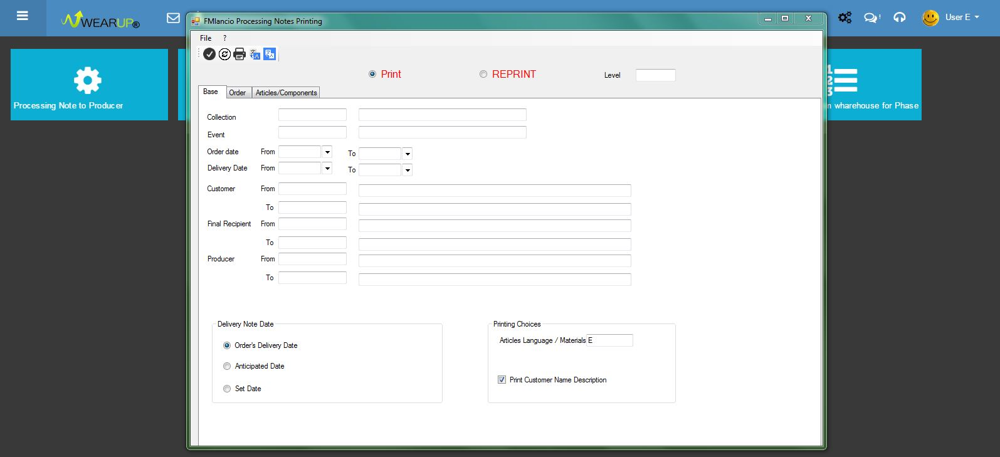 WEARUP®
FMlancio Processing Notes Printing
! User E
File ?
Print REPRINT Level
Base Order Articles/Components
Processing Note to Producer
wharehouse for Phase
Collection
Event
Order date From To
Delivery Date From To
Customer From
To
Final Recipient From
To
Producer From
To
Delivery Note Date
Order's Delivery Date
Anticipated Date
Set Date
Printing Choices
Articles Language / Materials E
Print Customer Name Description